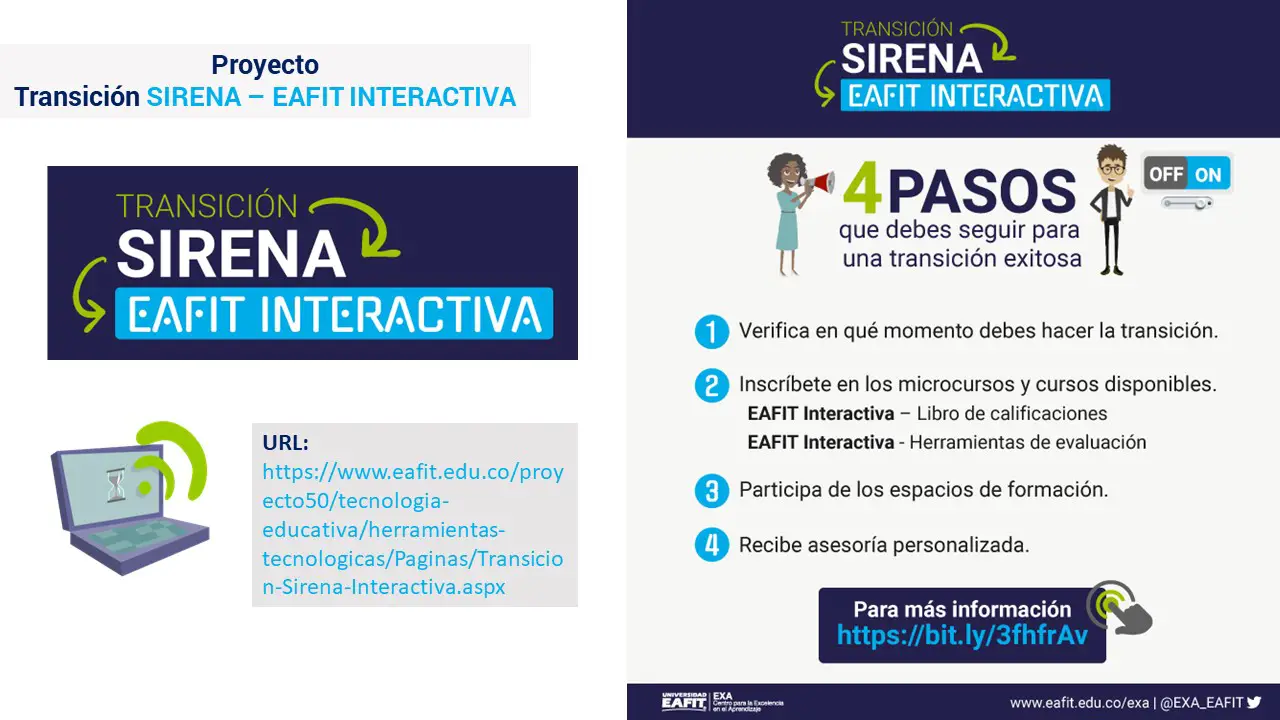 Proyecto
Transición SIRENA – EAFIT INTERACTIVA
TRANSICIÓN
SIRENA
EAFIT INTERACTIVA
URL:
https://www.eafit.edu.co/proy
ecto50/tecnologia-
educativa/herramientas-
tecnologicas/Paginas/Transicio
n-Sirena-Interactiva.aspx
TRANSICIÓN
SIRENA
EAFIT INTERACTIVA
4 PASOS
que debes seguir para
una transición exitosa
OFF ON
1 Verifica en qué momento debes hacer la transición.
2 Inscríbete en los microcursos y cursos disponibles.
EAFIT Interactiva – Libro de calificaciones
EAFIT Interactiva - Herramientas de evaluación
3 Participa de los espacios de formación.
4 Recibe asesoría personalizada.
Para más información
https://bit.ly/3fhfrAv
UNIVERSIDAD
EAFIT
EXA
Centro para la Excelencia
en el Aprendizaje
www.eafit.edu.co/exa | @EXA_EAFIT